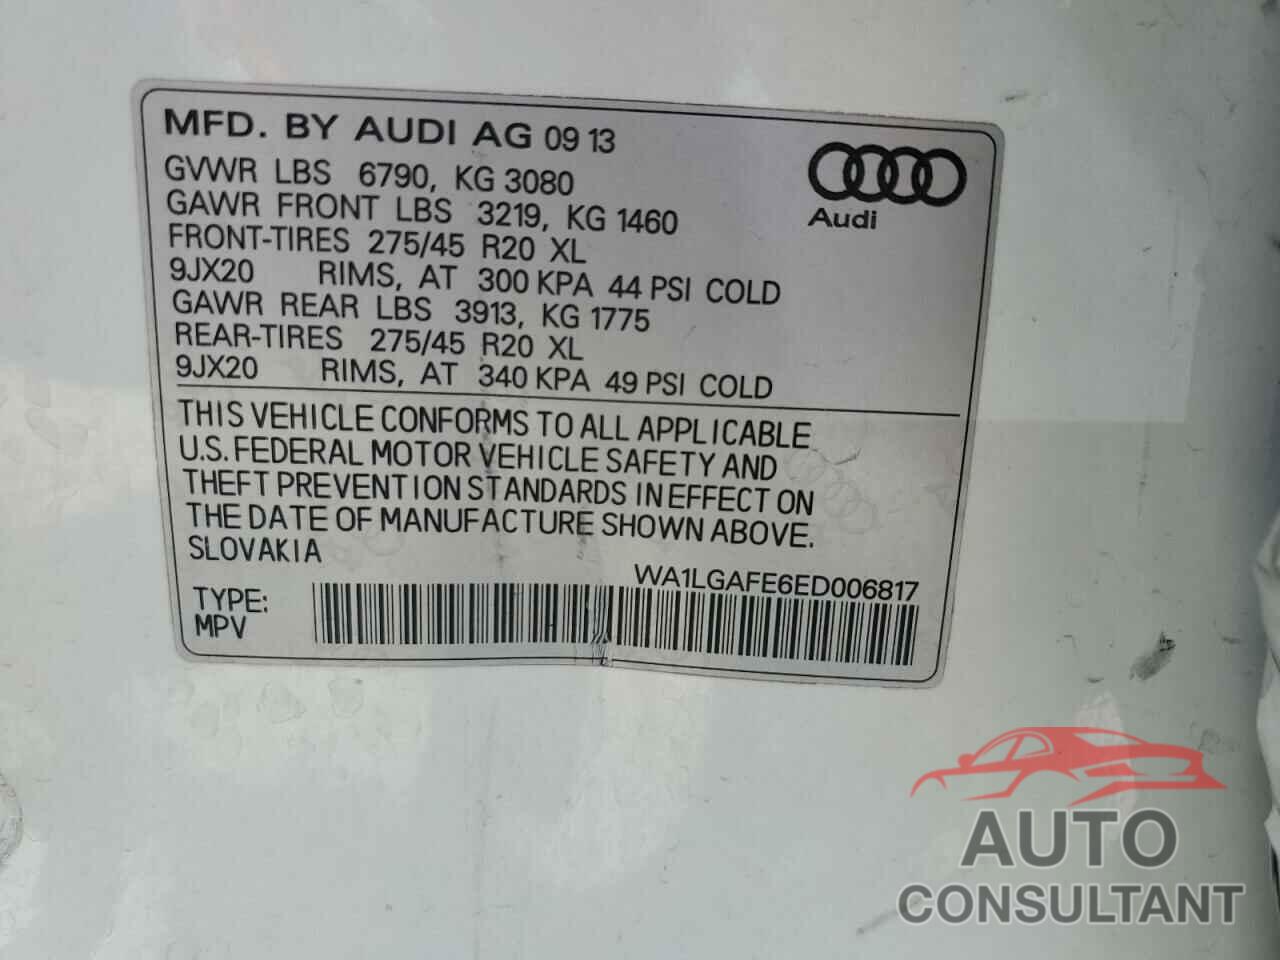 MFD. BY AUDI AG 09 13
GVWR LBS 6790, KG 3080
GAWR FRONT LBS 3219, KG 1460
FRONT-TIRES 275/45 R20 XL
9JX20 RIMS, AT 300 KPA 44 PSI COLD
GAWR REAR LBS 3913, KG 1775
REAR-TIRES 275/45 R20 XL
9JX20 RIMS, AT 340 KPA 49 PSI COLD
Audi
THIS VEHICLE CONFORMS TO ALL APPLICABLE
U.S. FEDERAL MOTOR VEHICLE SAFETY AND
THEFT PREVENTION STANDARDS IN EFFECT ON
THE DATE OF MANUFACTURE SHOWN ABOVE.
SLOVAKIA
WA1LGAFE6ED006817
TYPE:
MPV
AUTO
CONSULTANT